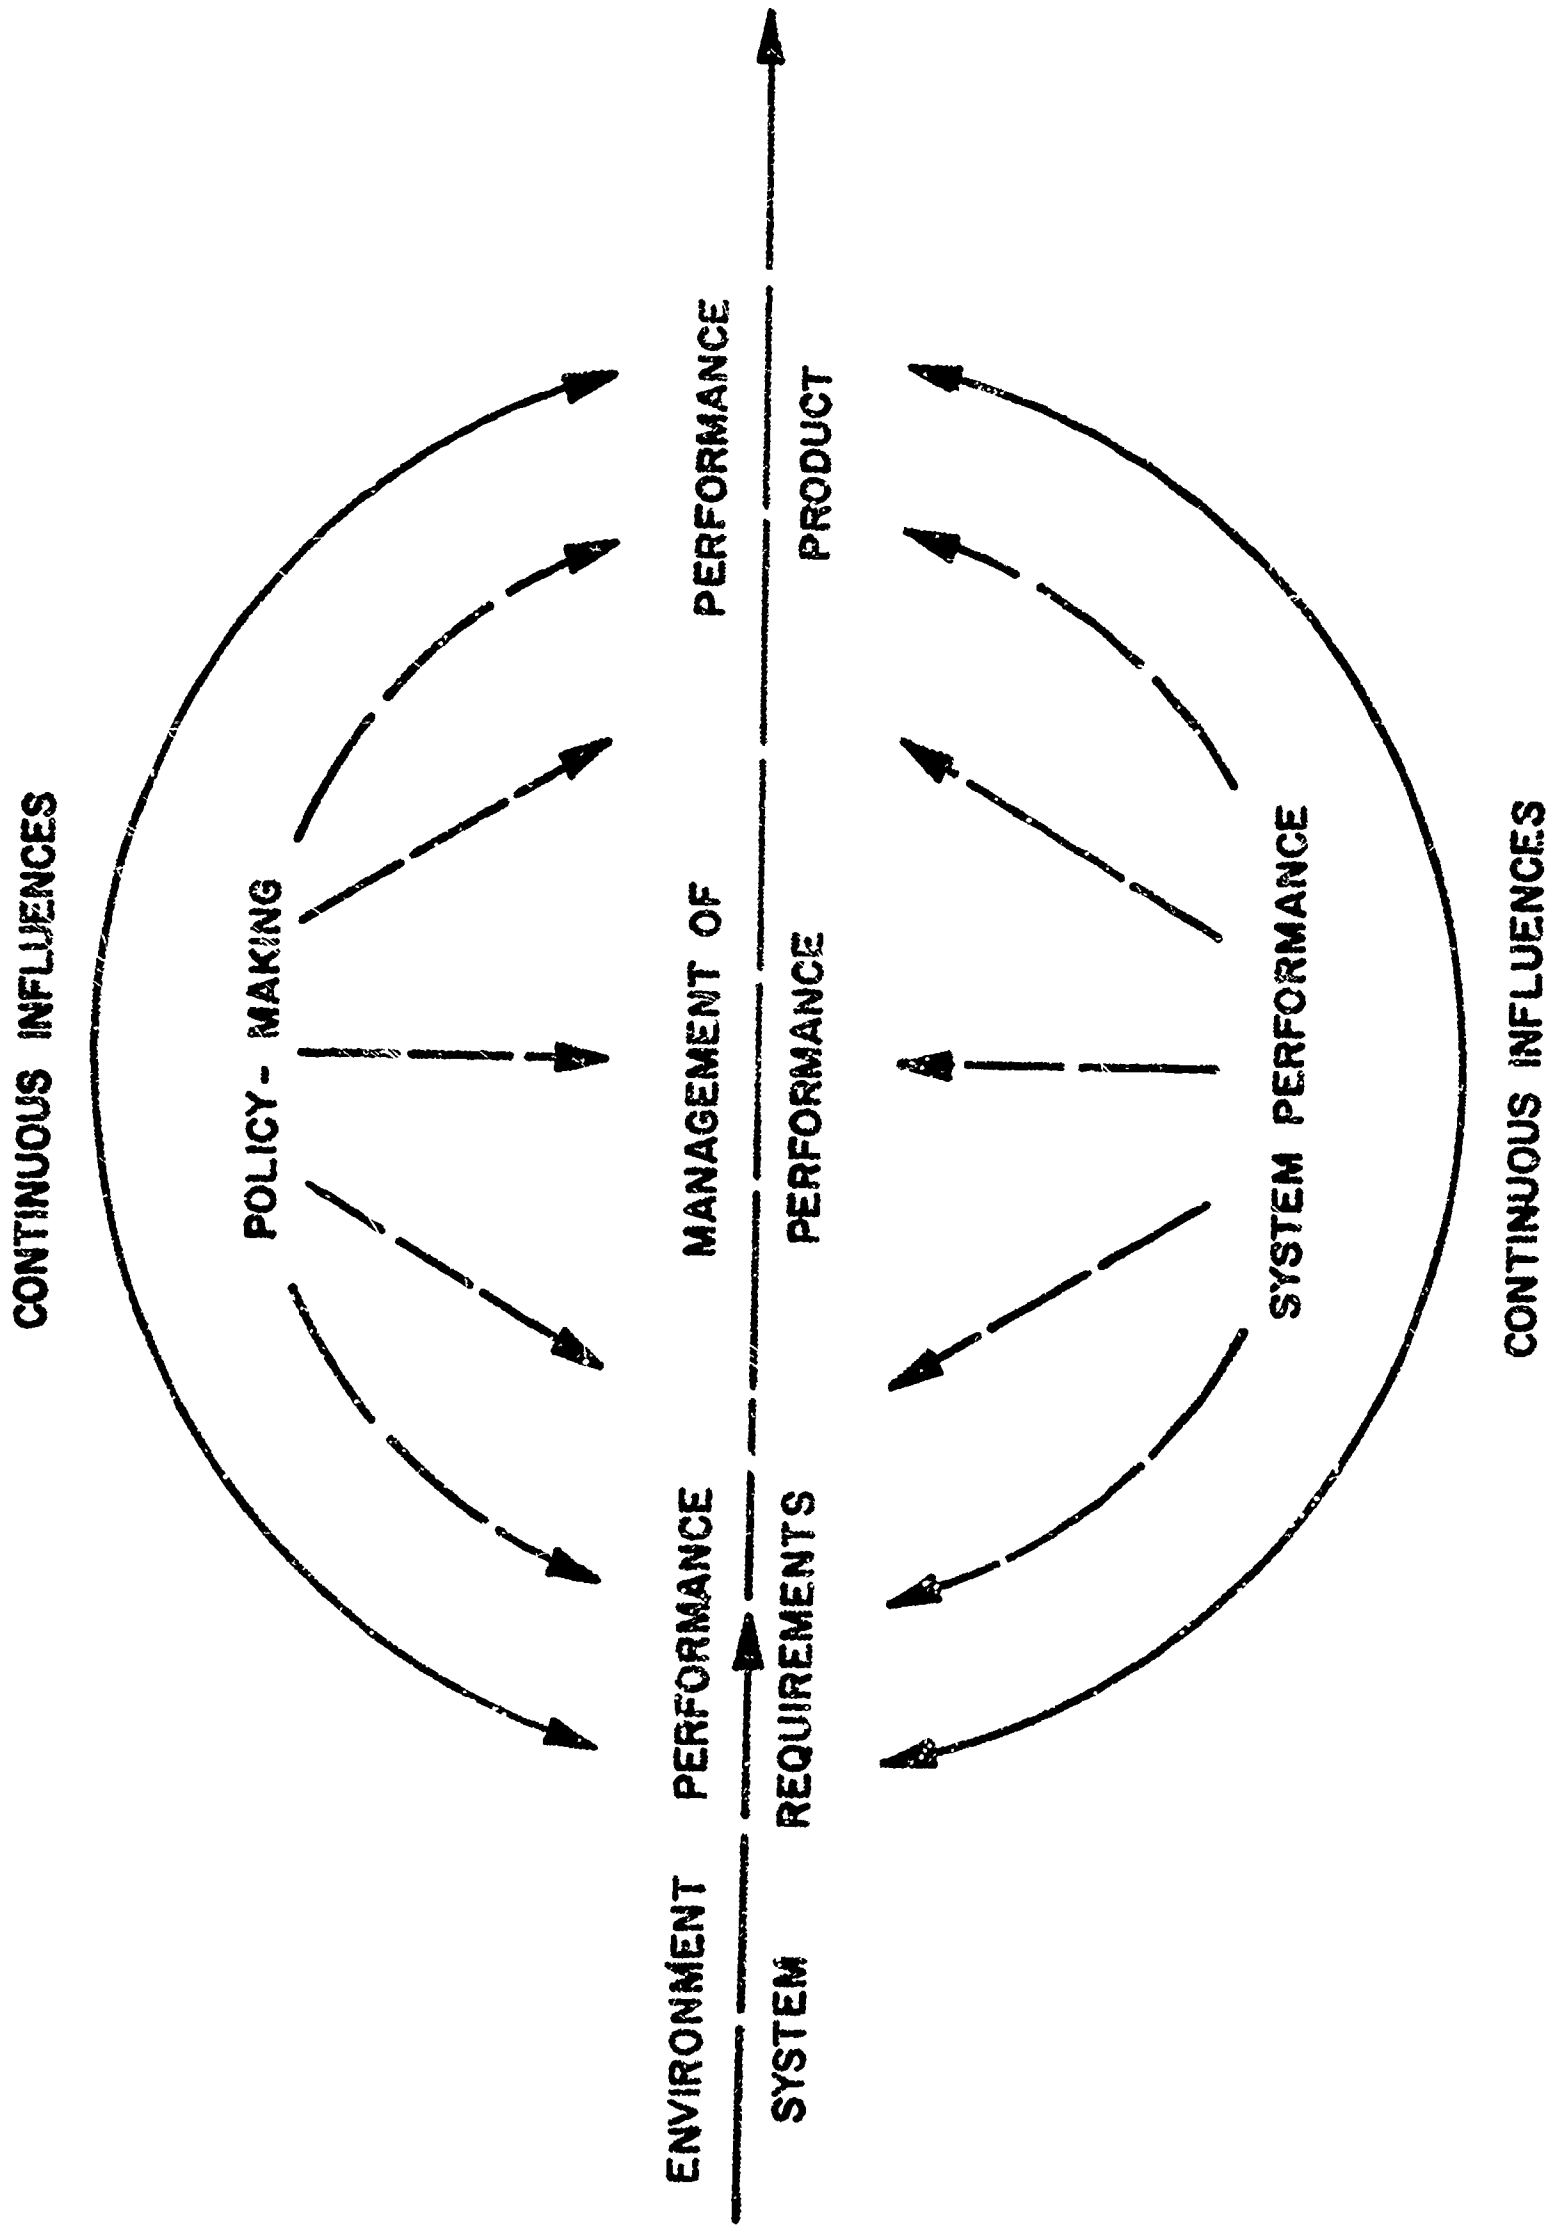 CONTINUOUS INFLUENCES
POLICY- MAKING
ENVIRONMENT PERFORMANCE
MANAGEMENT OF
PERFORMANCE
SYSTEM REQUIREMENTS
PERFORMANCE
PRODUCT
SYSTEM PERFORMANCE
CONTINUOUS INFLUENCES